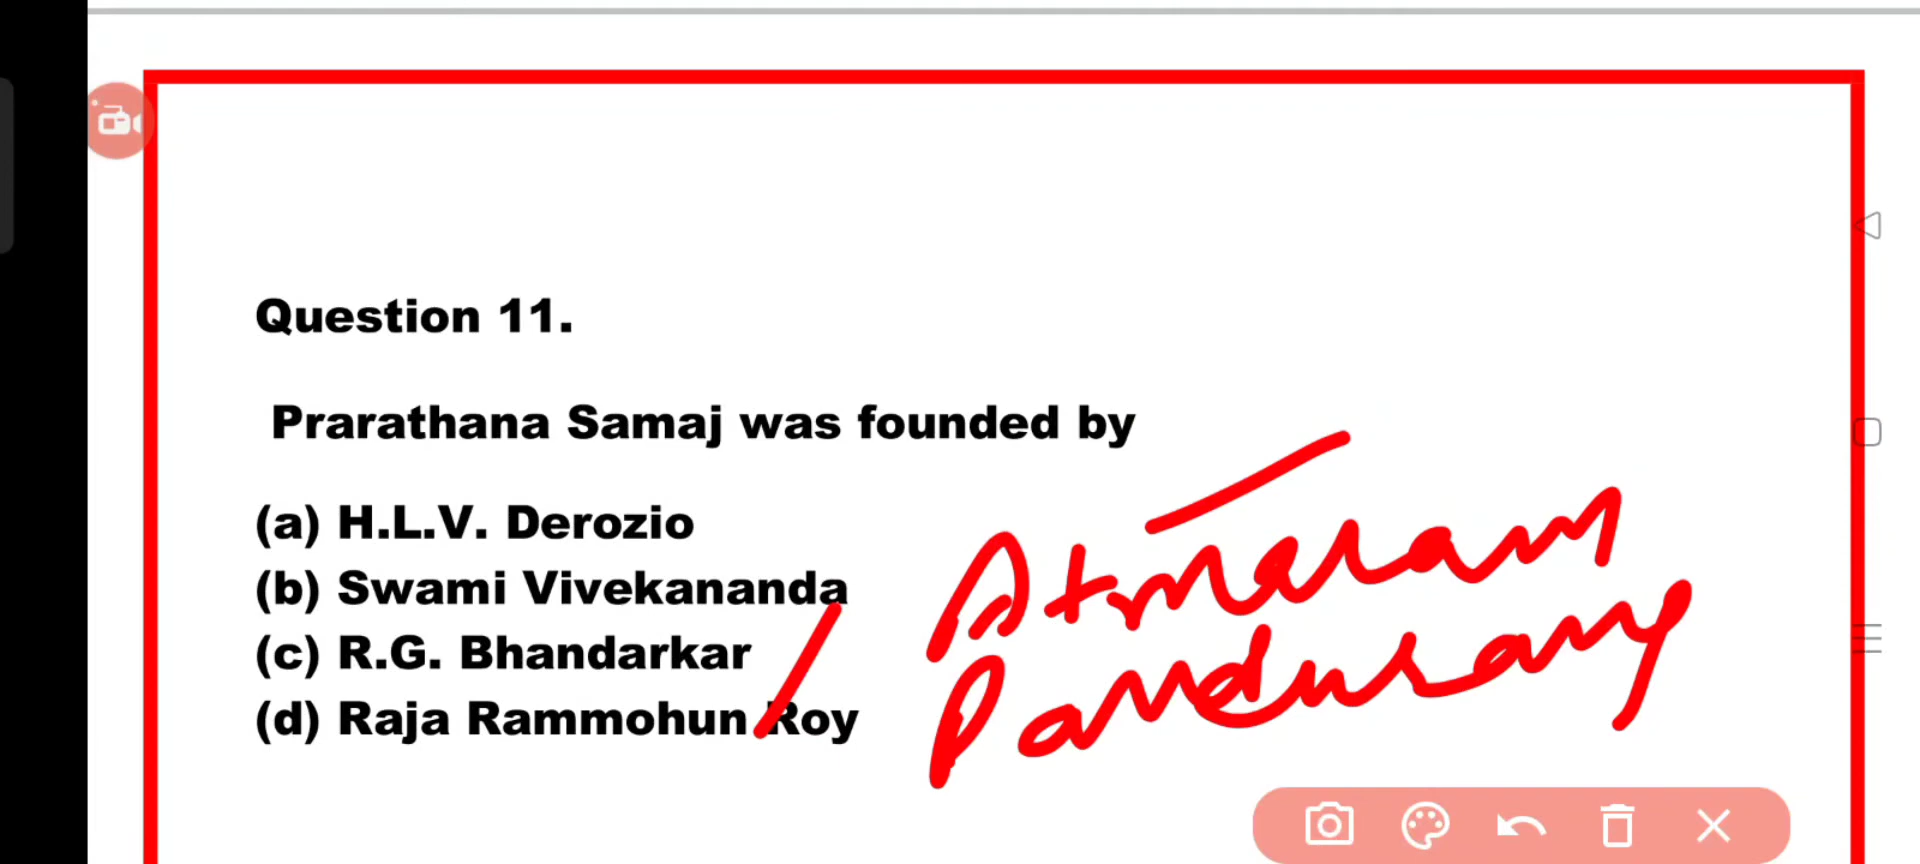 Question 11.
Prarathana Samaj was founded by
(a) H.L.V. Derozio
(b) Swami Vivekananda
(c) R.G. Bhandarkar
(d) Raja Rammohun Roy
Atmaram
Pandurang